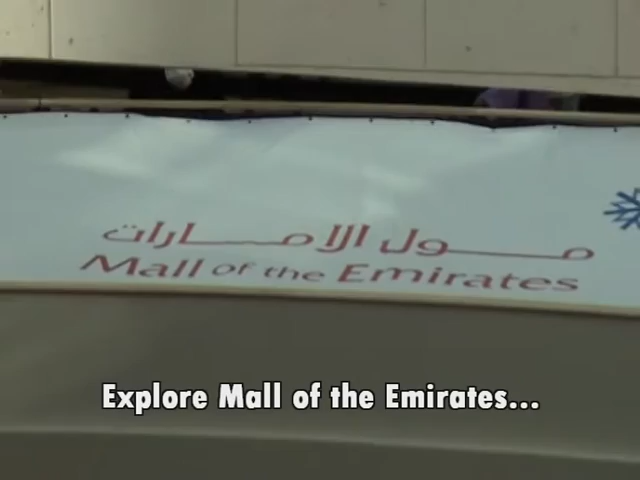 مول الإمارات
Mall of the Emirates
Explore Mall of the Emirates...